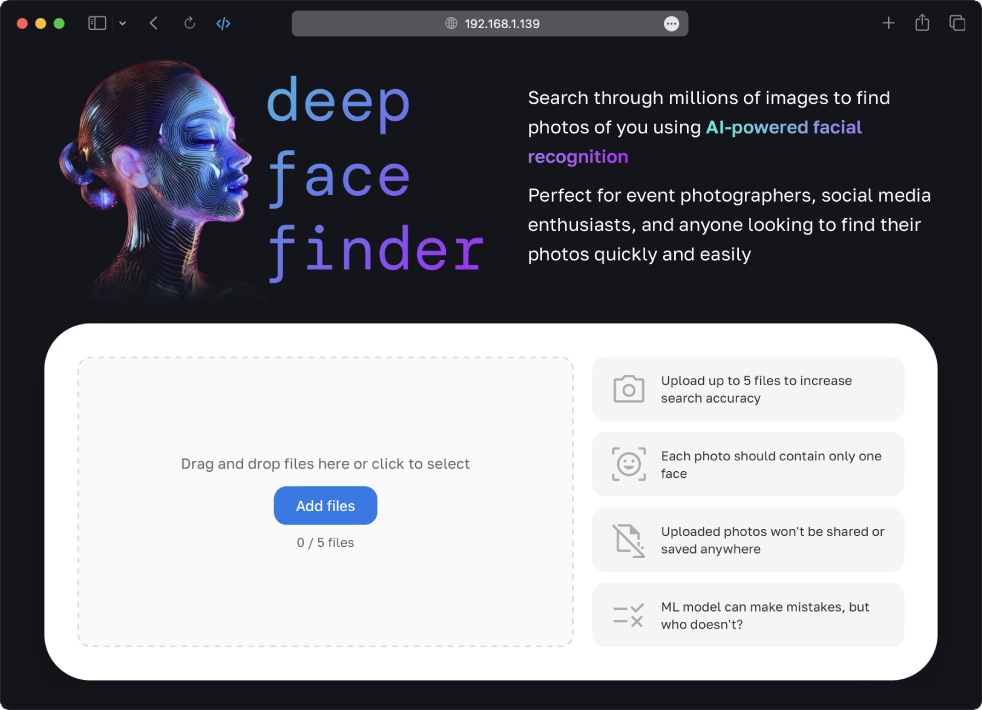 192.168.1.139
deep
face
finder
Search through millions of images to find
photos of you using AI-powered facial
recognition
Perfect for event photographers, social media
enthusiasts, and anyone looking to find their
photos quickly and easily
Drag and drop files here or click to select
Add files
0 / 5 files
Upload up to 5 files to increase
search accuracy
Each photo should contain only one
face
Uploaded photos won't be shared or
saved anywhere
ML model can make mistakes, but
who doesn't?